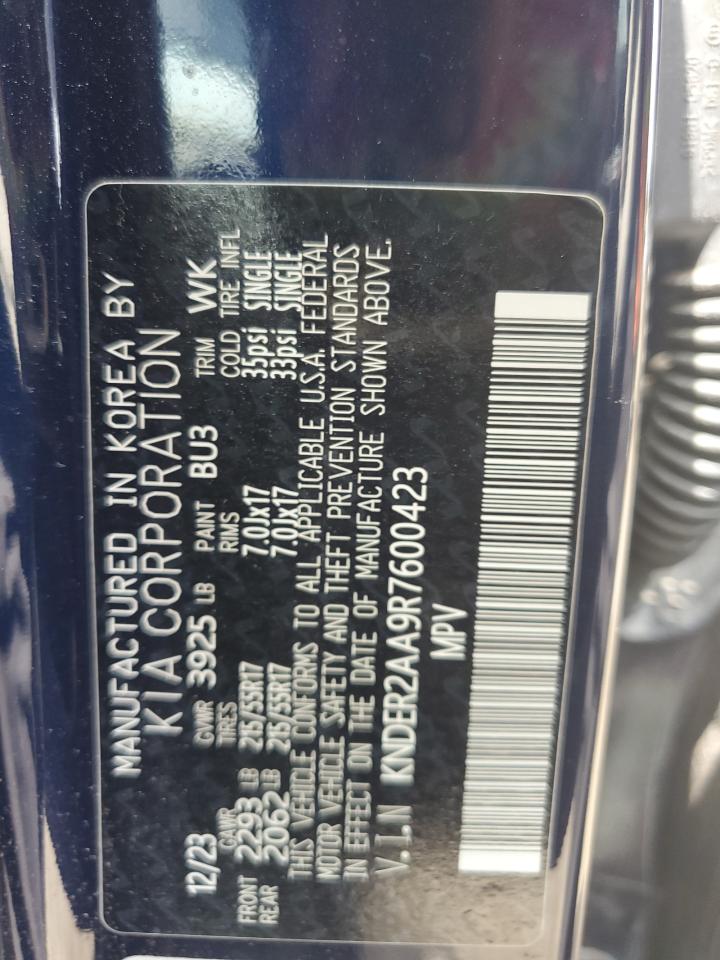 MANUFACTURED IN KOREA BY
KIA CORPORATION
12/23 GVWR 3925 LB PAINT BU3 TRIM WK
GAWR TIRES RIMS COLD TIRE INFL
FRONT 2293 LB 215/55R17 7.0Jx17 35psi SINGLE
REAR 2062 LB 215/55R17 7.0Jx17 33psi SINGLE
THIS VEHICLE CONFORMS TO ALL APPLICABLE U.S.A. FEDERAL
MOTOR VEHICLE SAFETY AND THEFT PREVENTION STANDARDS
IN EFFECT ON THE DATE OF MANUFACTURE SHOWN ABOVE.
V.I.N KNDER2AA9R7600423
MPV